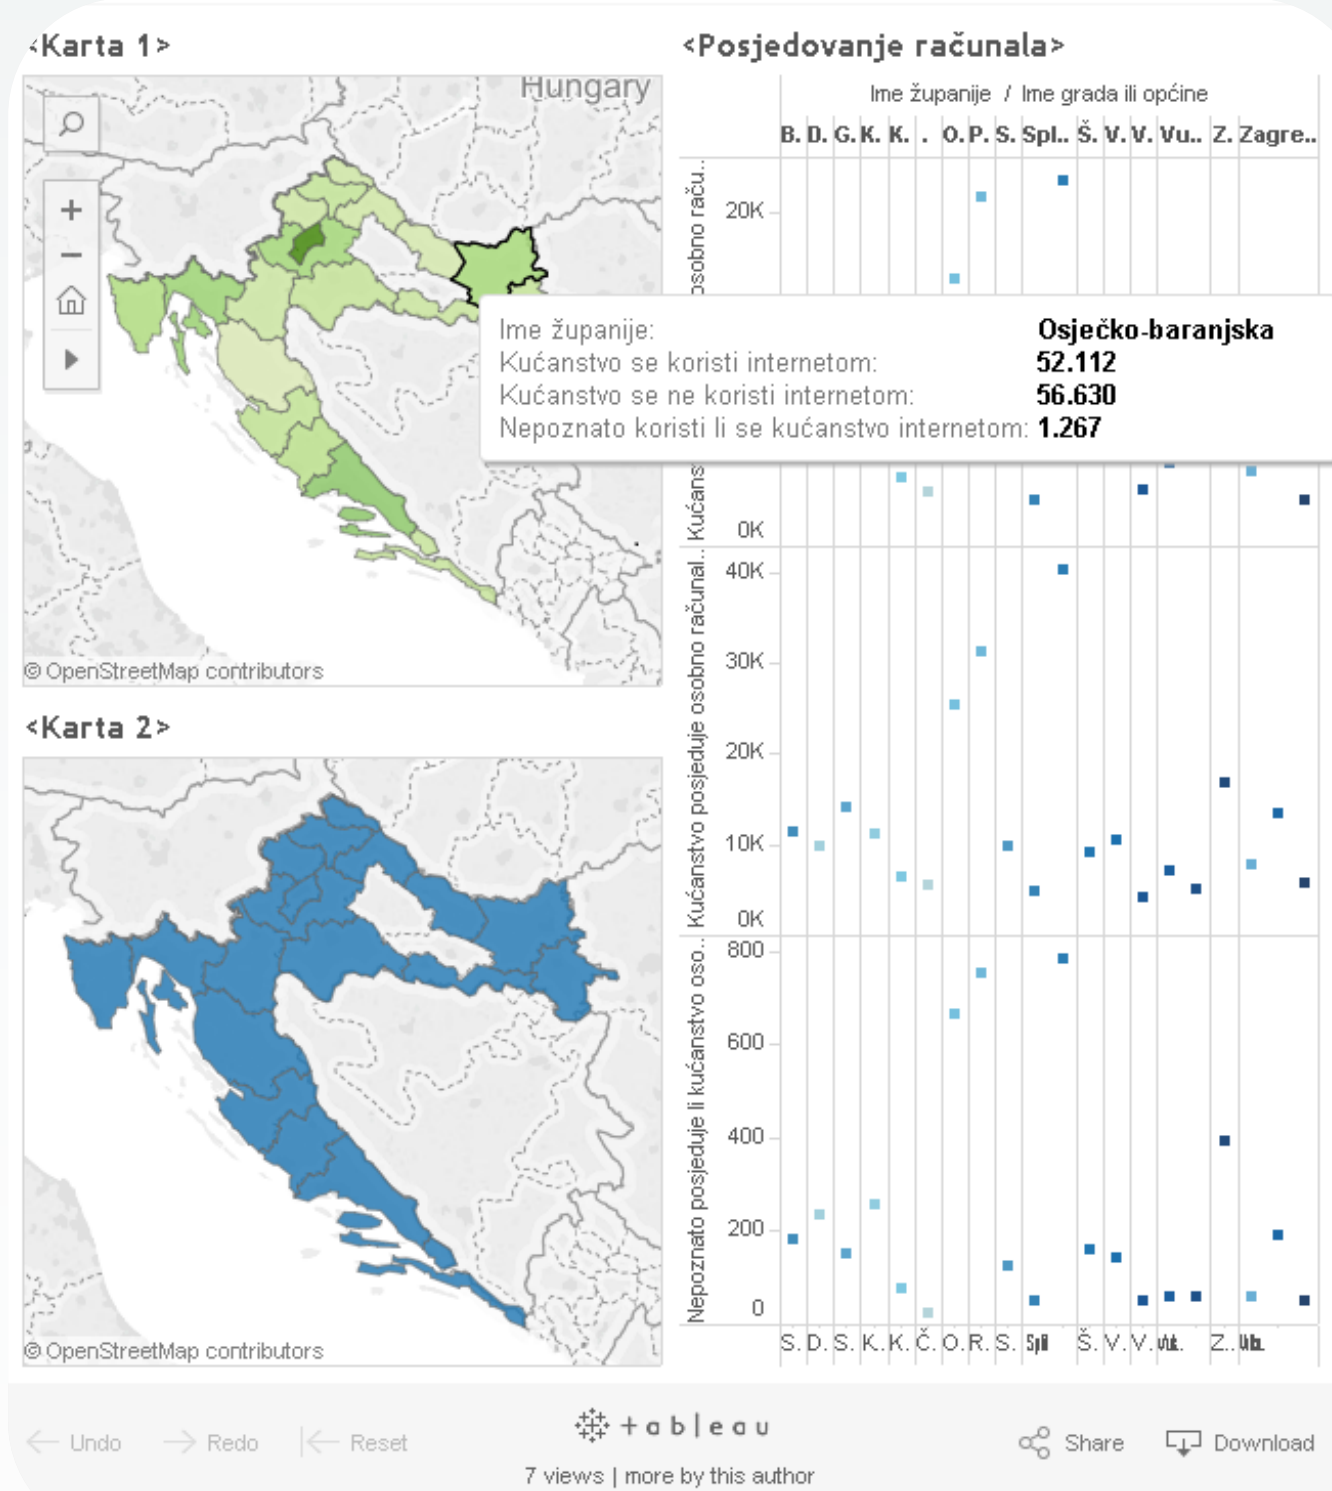 <Karta 1>
Hungary
© OpenStreetMap contributors
<Karta 2>
© OpenStreetMap contributors
<Posjedovanje računala>
Ime županije / Ime grada ili općine
B. D. G. K. K. . O. P. S. Spl.. Š. V. V. Vu.. Z. Zagre..
osobno raču..
20K
Ime županije: Osječko-baranjska
Kućanstvo se koristi internetom: 52.112
Kućanstvo se ne koristi internetom: 56.630
Nepoznato koristi li se kućanstvo internetom: 1.267
Kućans
0K
Kućanstvo posjeduje osobno računal..
40K
30K
20K
10K
0K
Nepoznato posjeduje li kućanstvo oso..
800
600
400
200
0
S. D. S. K. K. Č. O. R. S. Š. V. V. Z..
Undo
Redo
Reset
+ableau
7 views | more by this author
Share
Download